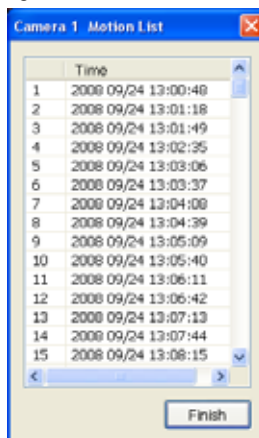 Camera 1 Motion List
Time
1 2008 09/24 13:00:48
2 2008 09/24 13:01:18
3 2008 09/24 13:01:49
4 2008 09/24 13:02:35
5 2008 09/24 13:03:06
6 2008 09/24 13:03:37
7 2008 09/24 13:04:08
8 2008 09/24 13:04:39
9 2008 09/24 13:05:09
10 2008 09/24 13:05:40
11 2008 09/24 13:06:11
12 2008 09/24 13:06:42
13 2008 09/24 13:07:13
14 2008 09/24 13:07:44
15 2008 09/24 13:08:15
Finish